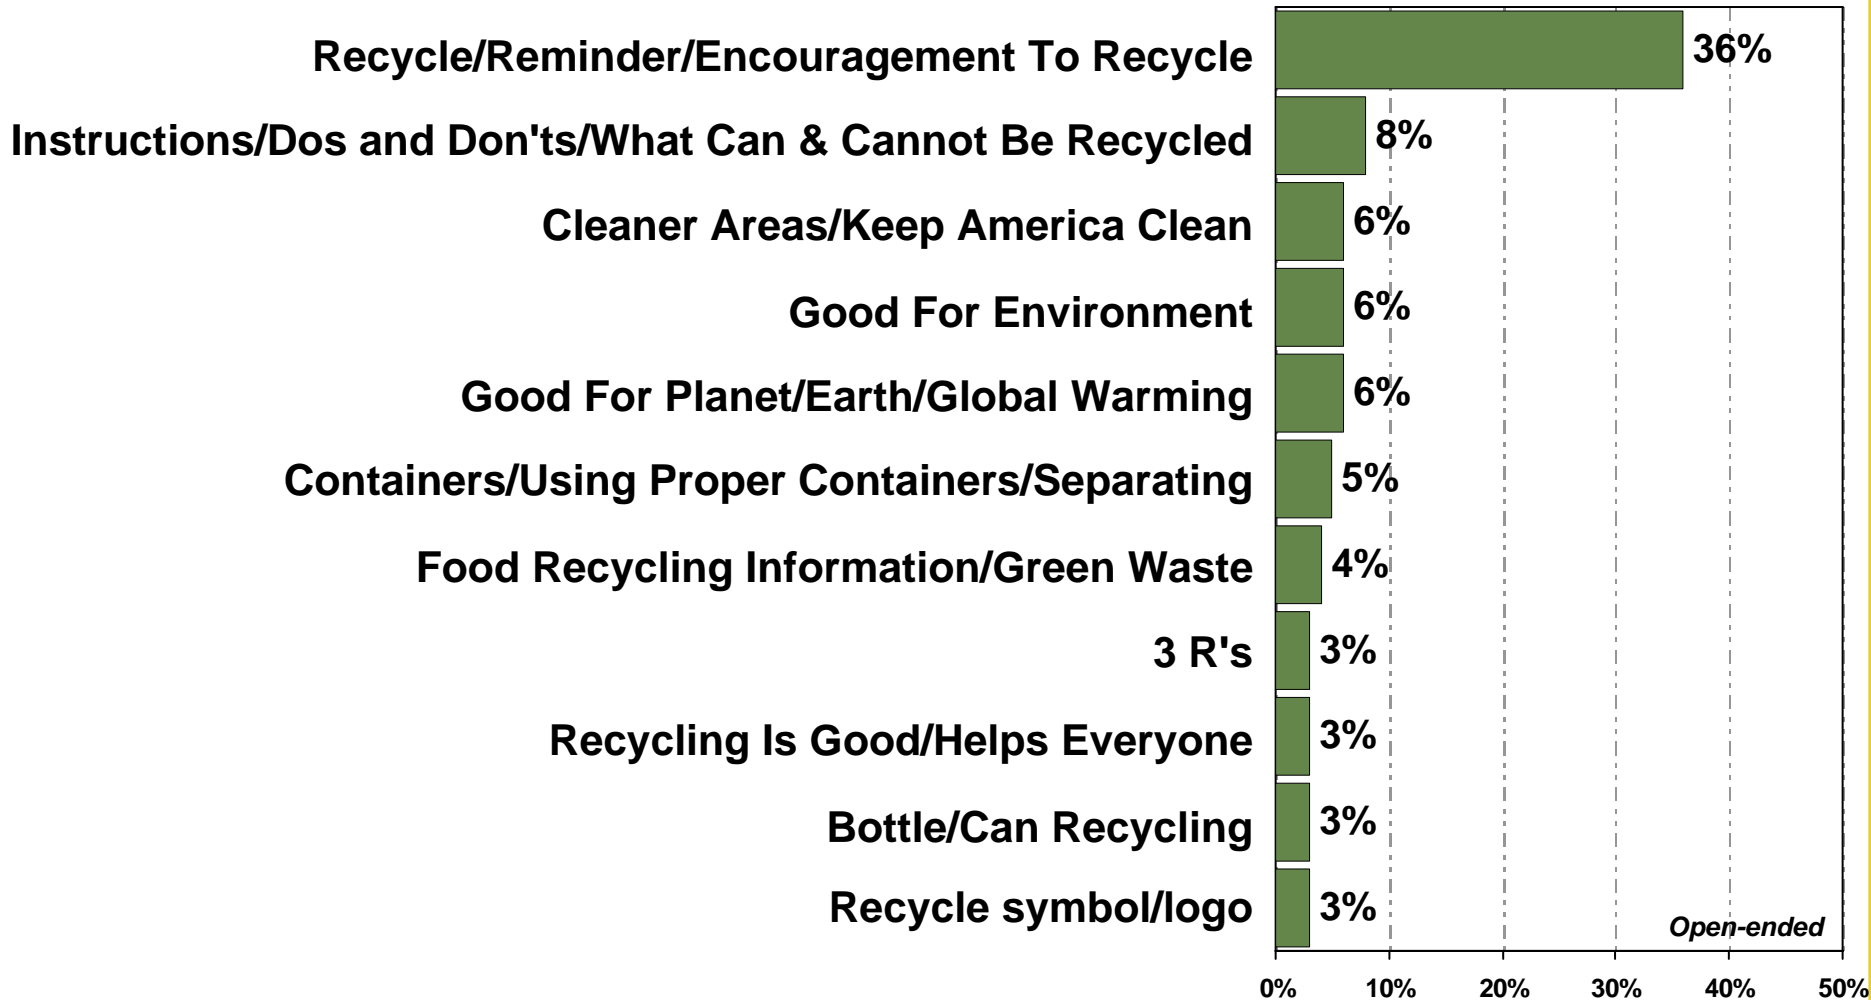 Recycle/Reminder/Encouragement To Recycle 36%
Instructions/Dos and Don'ts/What Can & Cannot Be Recycled 8%
Cleaner Areas/Keep America Clean 6%
Good For Environment 6%
Good For Planet/Earth/Global Warming 6%
Containers/Using Proper Containers/Separating 5%
Food Recycling Information/Green Waste 4%
3 R's 3%
Recycling Is Good/Helps Everyone 3%
Bottle/Can Recycling 3%
Recycle symbol/logo 3%
Open-ended
0% 10% 20% 30% 40% 50%